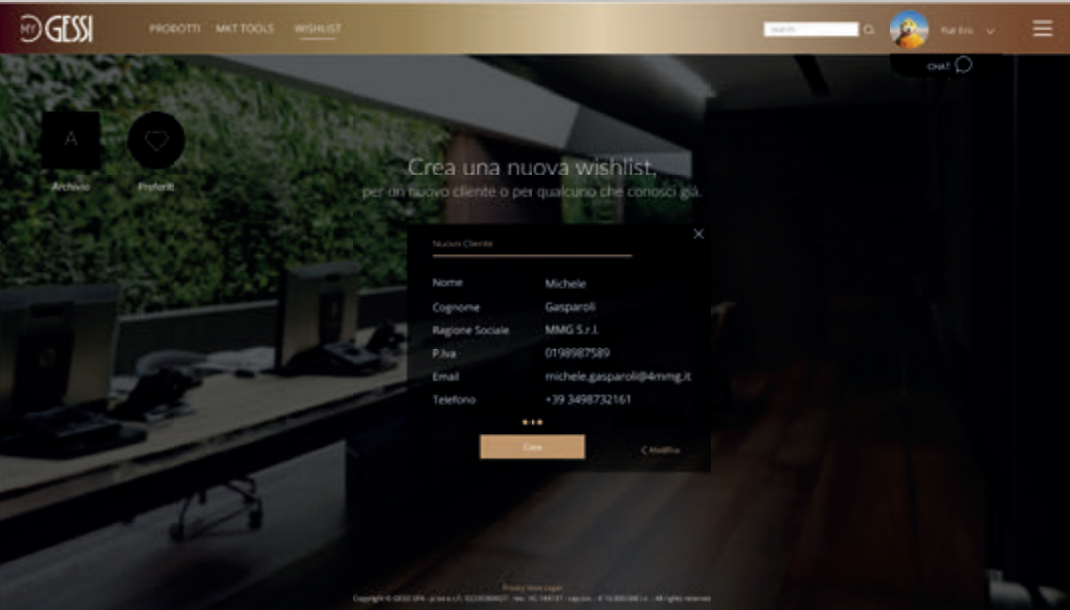 MY GESSI
PRODOTTI MKT TOOLS WISHLIST
search
CHAT
A
Archivio Preferiti
Crea una nuova wishlist,
per un nuovo cliente o per qualcuno che conosci già.
Nuovo Cliente
Nome Michele
Cognome Gasparoli
Ragione Sociale MMG S.r.l.
P.Iva 0198987589
Email michele.gasparoli@4mmg.it
Telefono +39 3498732161
Crea
Modifica